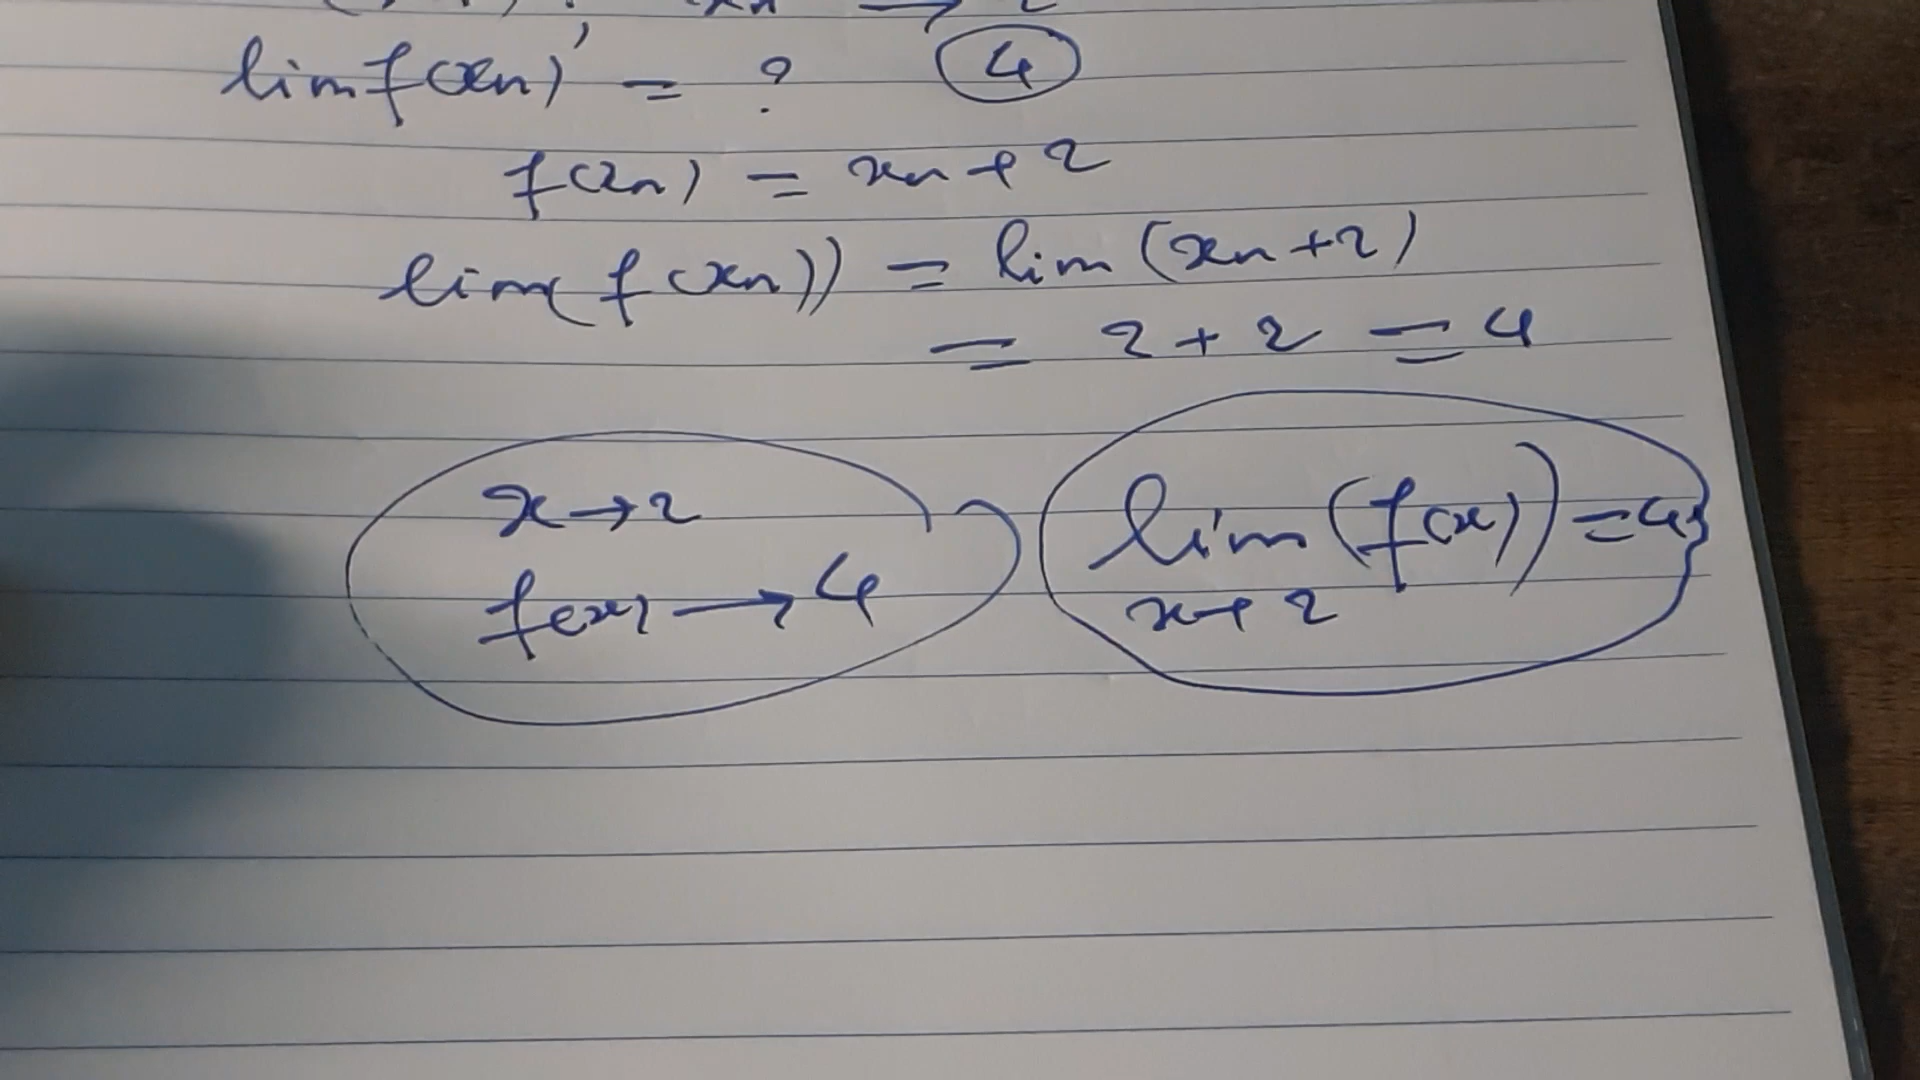 lim f(xn) = ? 4
f(xn) = xn + 2
lim(f(xn)) = lim (xn+2)
= 2 + 2 = 4
x → 2
f(x) → 4
lim (f(x)) = 4
x → 2